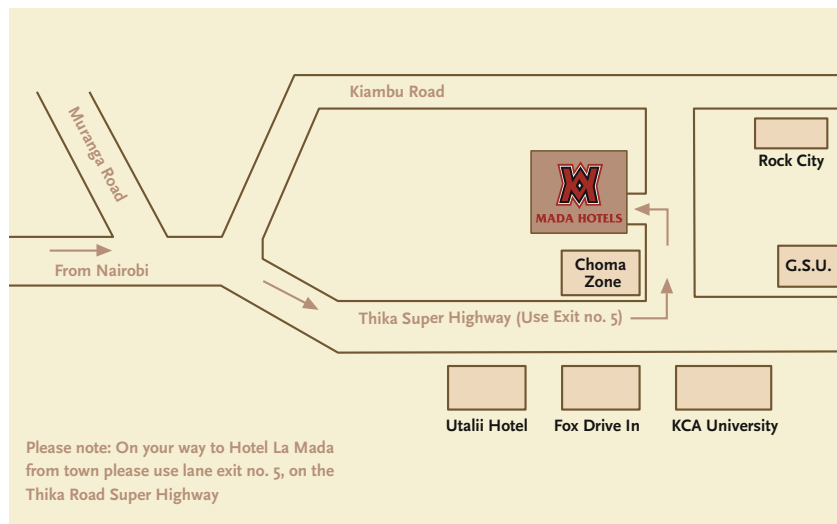 Kiambu Road
Muranga Road
Rock City
MADA HOTELS
From Nairobi
Choma
Zone
G.S.U.
Thika Super Highway (Use Exit no. 5)
Utalii Hotel
Fox Drive In
KCA University
Please note: On your way to Hotel La Mada
from town please use lane exit no. 5, on the
Thika Road Super Highway